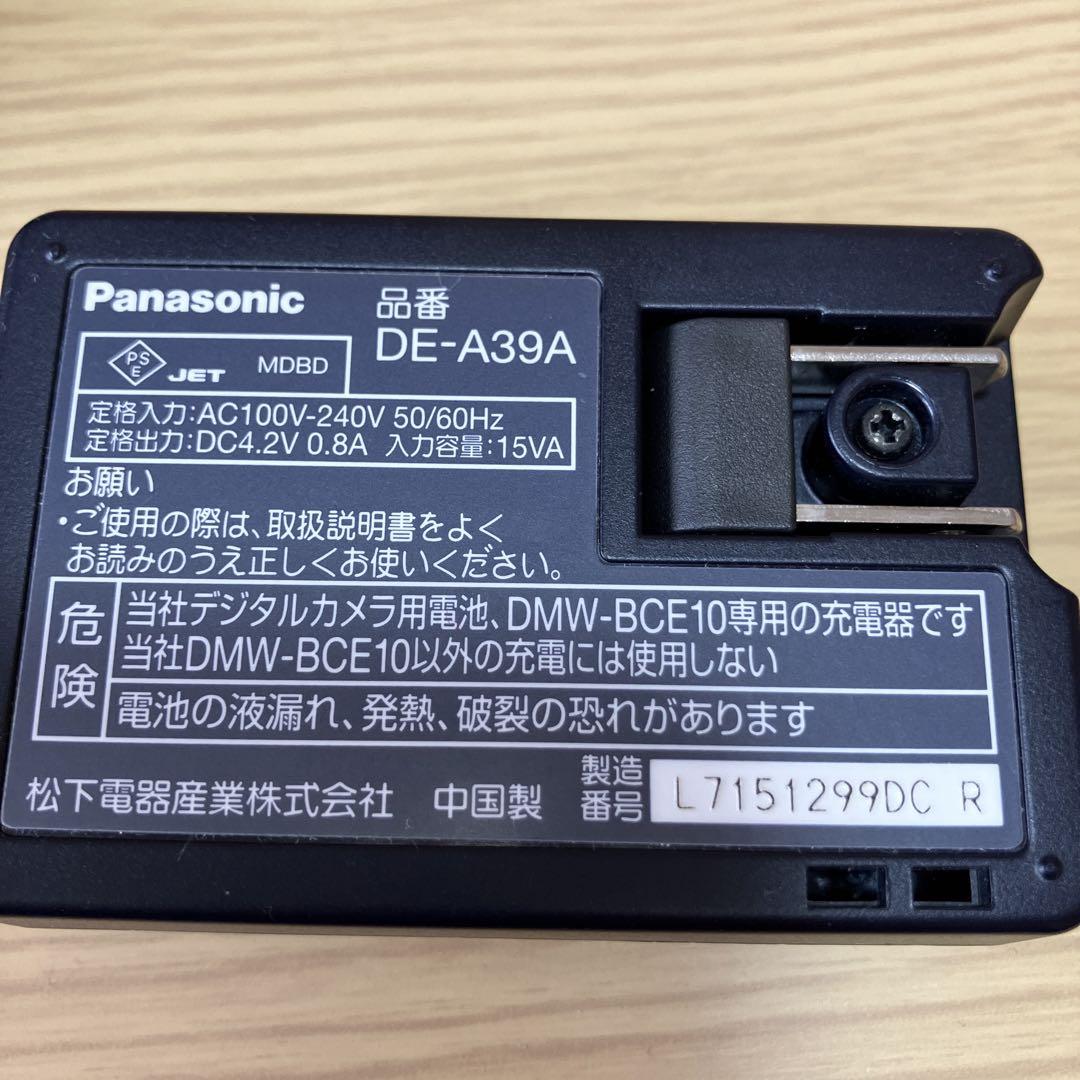 Panasonic 品番
DE-A39A
PSE JET MDBD
定格入力:AC100V-240V 50/60Hz
定格出力:DC4.2V 0.8A 入力容量:15VA
お願い
・ご使用の際は、取扱説明書をよく
お読みのうえ正しくお使いください。
危険
当社デジタルカメラ用電池、DMW-BCE10専用の充電器です
当社DMW-BCE10以外の充電には使用しない
電池の液漏れ、発熱、破裂の恐れがあります
松下電器産業株式会社 中国製
製造番号 L7151299DC R